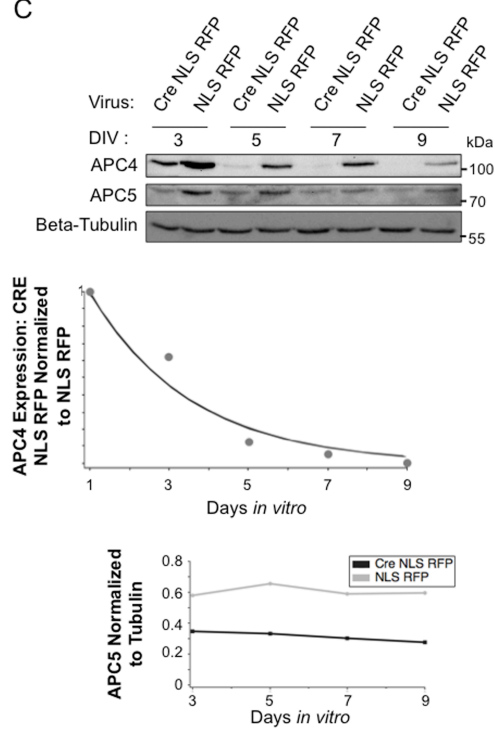 C
Virus: Cre NLS RFP NLS RFP Cre NLS RFP NLS RFP Cre NLS RFP NLS RFP Cre NLS RFP NLS RFP
DIV : 3 5 7 9 kDa
APC4 100
APC5 70
Beta-Tubulin 55
APC4 Expression: CRE
NLS RFP Normalized
to NLS RFP
1
1 3 5 7 9
Days in vitro
APC5 Normalized
to Tubulin
0.8
0.6
0.4
0.2
0
Cre NLS RFP
NLS RFP
3 5 7 9
Days in vitro